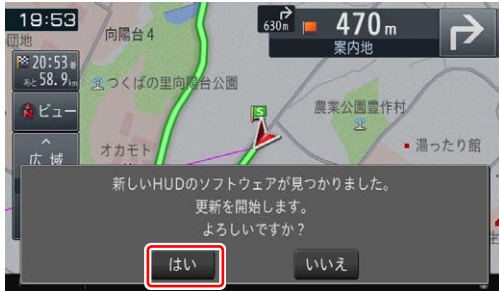 19:53
団地
20:53
あと58.9km
ビュー
広域
向陽台4
つくばの里向陽台公園
オカモト
630m
470m
案内地
農業公園豊作村
湯ったり館
新しいHUDのソフトウェアが見つかりました。
更新を開始します。
よろしいですか？
はい
いいえ